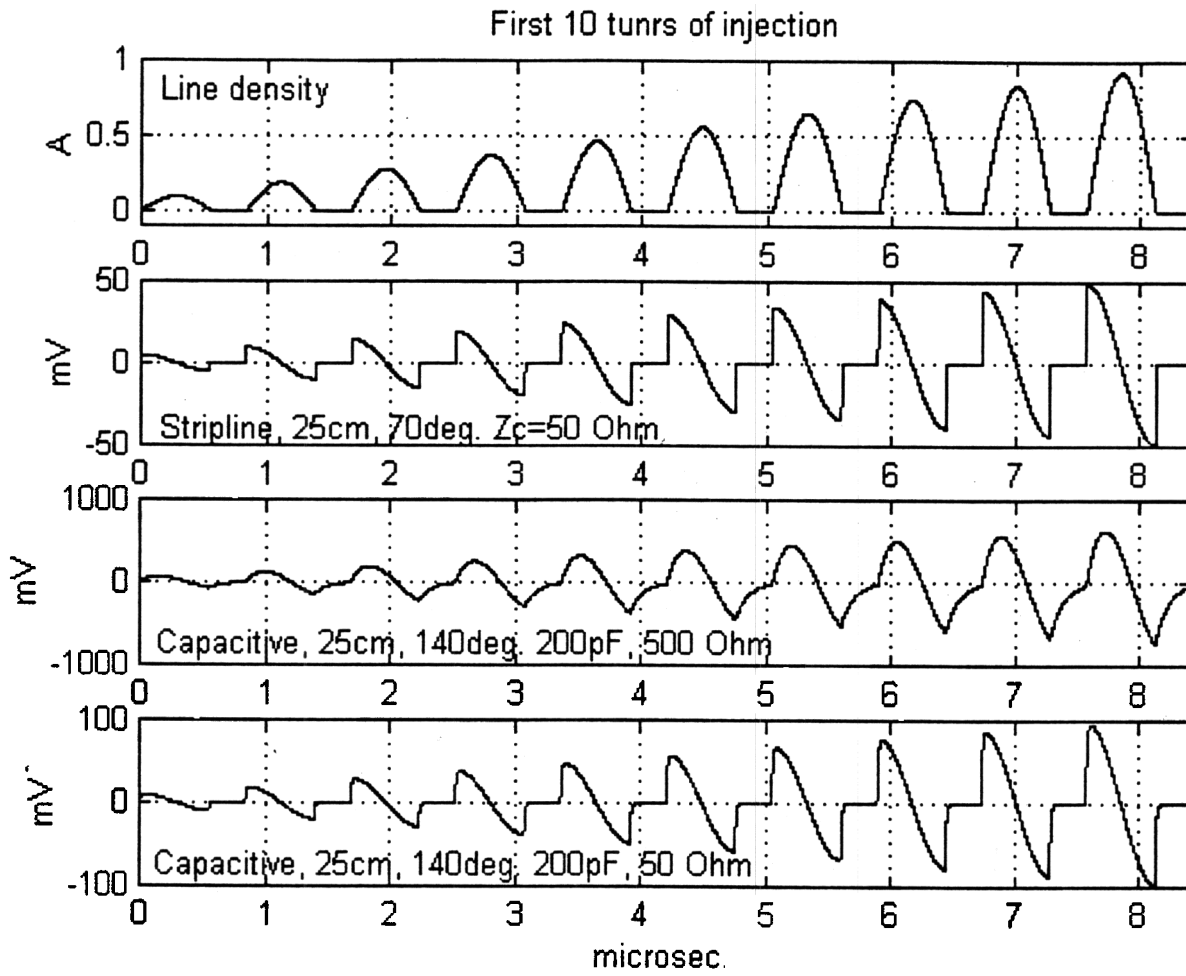 First 10 tunrs of injection
1
0.5
0
A
Line density
0 1 2 3 4 5 6 7 8
50
0
-50
mV
Stripline, 25cm, 70deg. Zc=50 Ohm
0 1 2 3 4 5 6 7 8
1000
0
-1000
mV
Capacitive, 25cm, 140deg. 200pF, 500 Ohm
0 1 2 3 4 5 6 7 8
100
0
-100
mV
Capacitive, 25cm, 140deg. 200pF, 50 Ohm
0 1 2 3 4 5 6 7 8
microsec.